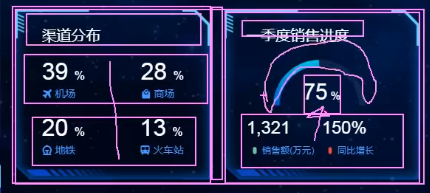 渠道分布
39 %
28 %
机场
商场
20 %
13 %
地铁
火车站
季度销售进度
75 %
1,321
150%
销售额(万元)
同比增长